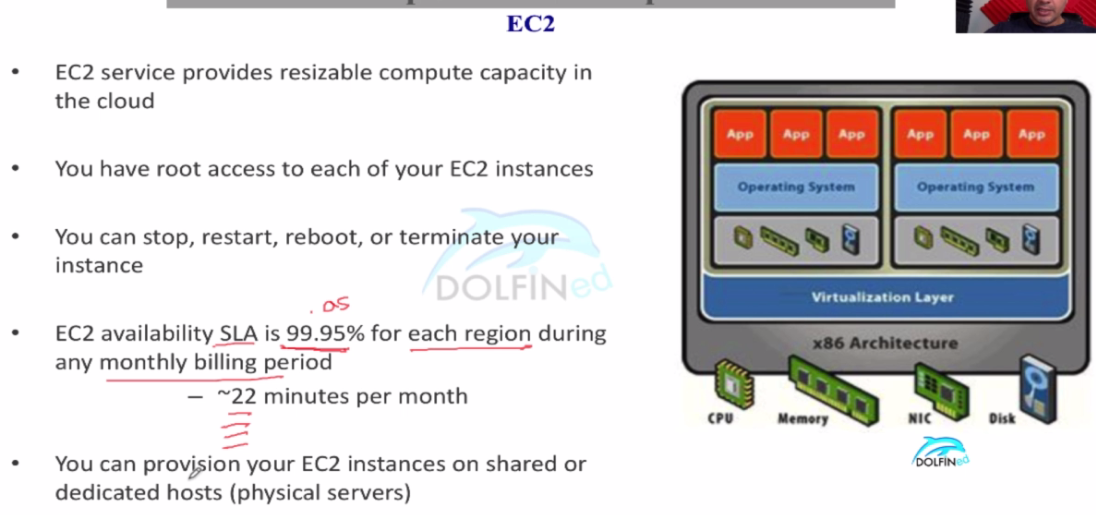 EC2
• EC2 service provides resizable compute capacity in
the cloud
• You have root access to each of your EC2 instances
• You can stop, restart, reboot, or terminate your
instance
DOLFINed
.05
• EC2 availability SLA is 99.95% for each region during
any monthly billing period
– ~22 minutes per month
• You can provision your EC2 instances on shared or
dedicated hosts (physical servers)
App App App App App App
Operating System Operating System
Virtualization Layer
x86 Architecture
CPU Memory NIC Disk
DOLFINed